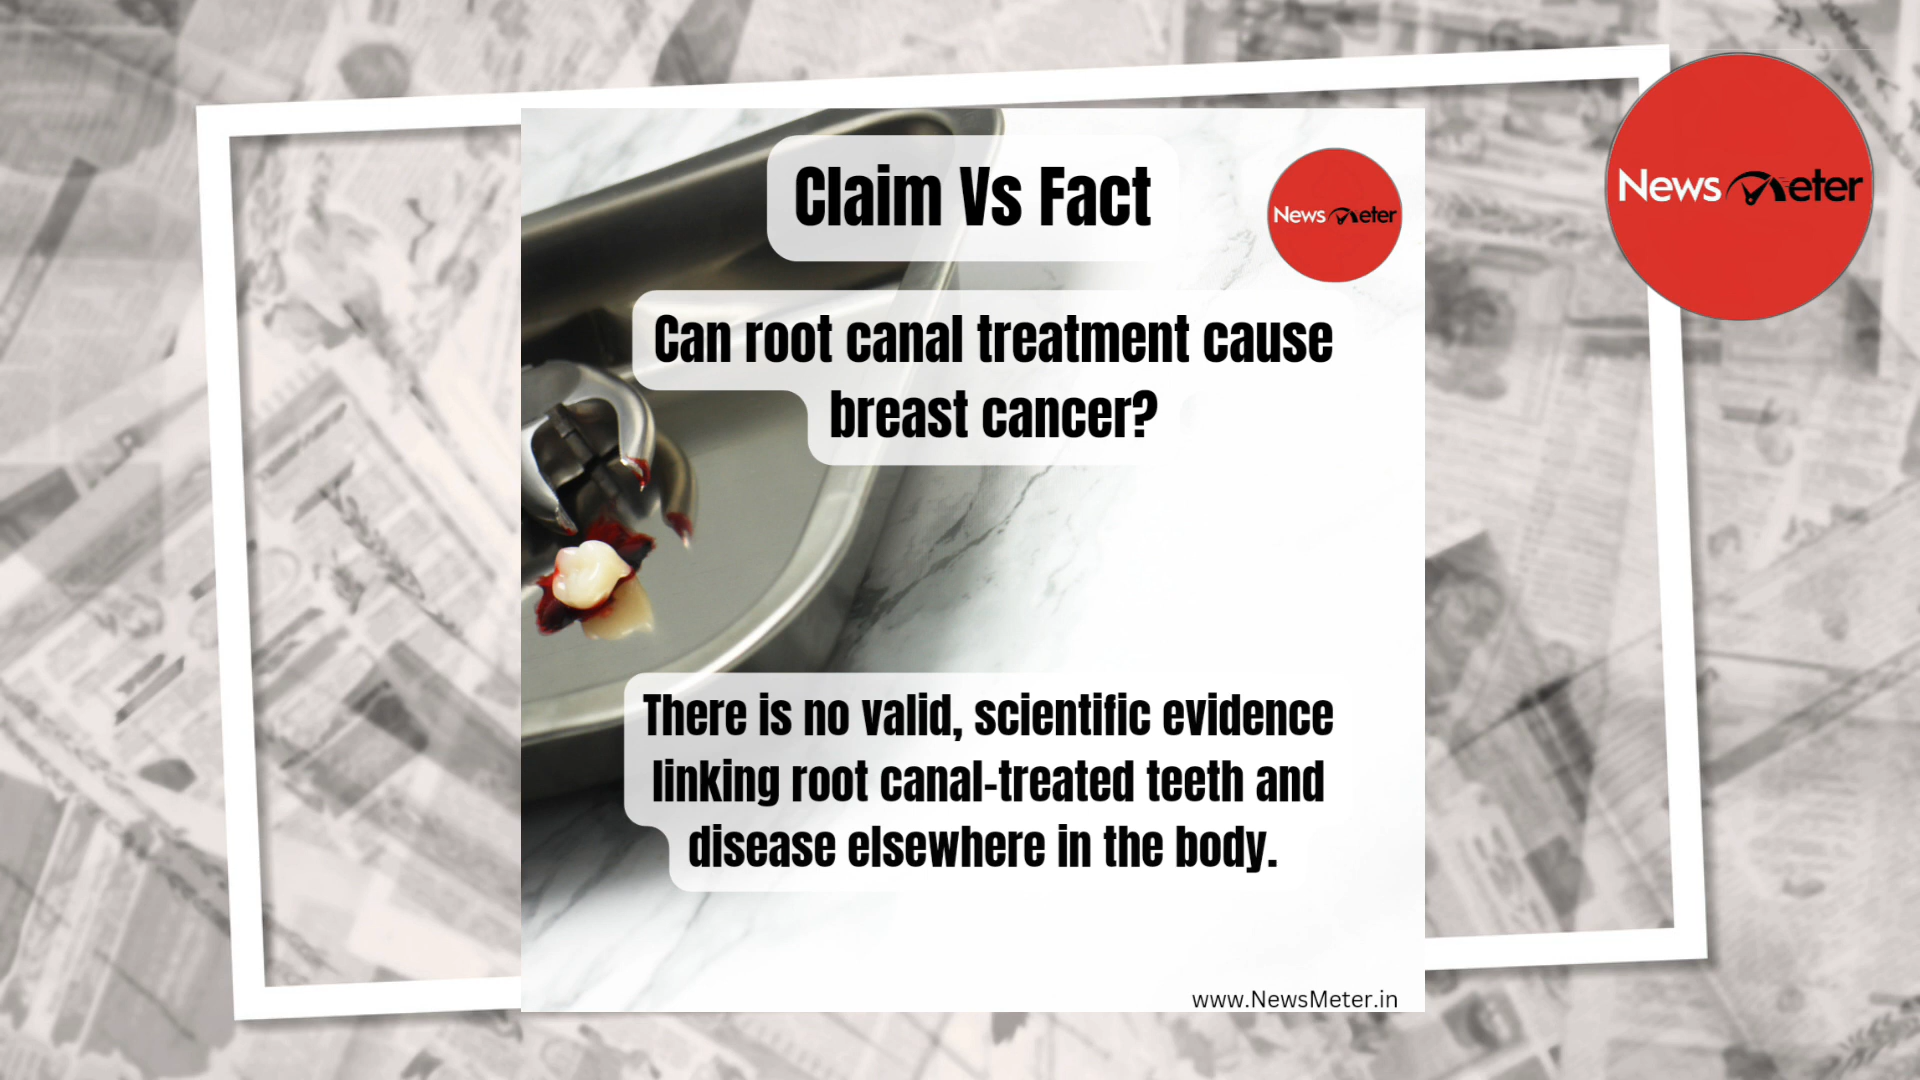 Claim Vs Fact
News Meter
News Meter
Can root canal treatment cause
breast cancer?
There is no valid, scientific evidence
linking root canal-treated teeth and
disease elsewhere in the body.
www.NewsMeter.in